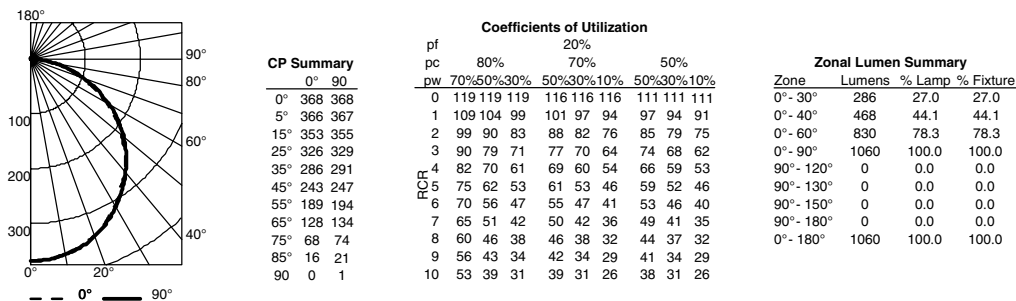 180°
90°
80°
100
60°
200
300
40°
0° 20°
0° 90°
CP Summary
0° 90
0° 368 368
5° 366 367
15° 353 355
25° 326 329
35° 286 291
45° 243 247
55° 189 194
65° 128 134
75° 68 74
85° 16 21
90 0 1
Coefficients of Utilization
pf 20%
pc 80% 70% 50%
pw 70%50%30% 50%30%10% 50%30%10%
RCR
0 119 119 119 116 116 116 111 111 111
1 109 104 99 101 97 94 97 94 91
2 99 90 83 88 82 76 85 79 75
3 90 79 71 77 70 64 74 68 62
4 82 70 61 69 60 54 66 59 53
5 75 62 53 61 53 46 59 52 46
6 70 56 47 55 47 41 53 46 40
7 65 51 42 50 42 36 49 41 35
8 60 46 38 46 38 32 44 37 32
9 56 43 34 42 34 29 41 34 29
10 53 39 31 39 31 26 38 31 26
Zonal Lumen Summary
Zone Lumens % Lamp % Fixture
0°- 30° 286 27.0 27.0
0°- 40° 468 44.1 44.1
0°- 60° 830 78.3 78.3
0°- 90° 1060 100.0 100.0
90°- 120° 0 0.0 0.0
90°- 130° 0 0.0 0.0
90°- 150° 0 0.0 0.0
90°- 180° 0 0.0 0.0
0°- 180° 1060 100.0 100.0